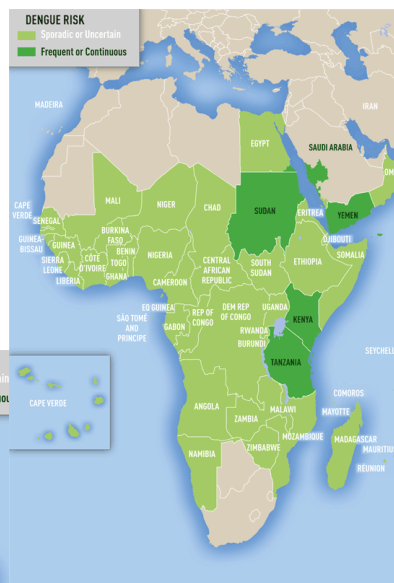 DENGUE RISK
Sporadic or Uncertain
Frequent or Continuous
MADEIRA
IRAN
EGYPT
SAUDI ARABIA
OM
CAPE
VERDE
MALI
NIGER
CHAD
SUDAN
ERITREA
YEMEN
SENEGAL
GUINEA-
BISSAU
GUINEA
BURKINA
FASO
BENIN
NIGERIA
DJIBOUTI
SOMALIA
SIERRA
LEONE
CÔTE
D'IVOIRE
TOGO
GHANA
LIBERIA
CENTRAL
AFRICAN
REPUBLIC
SOUTH
SUDAN
ETHIOPIA
CAMEROON
EQ GUINEA
SÃO TOME
AND
PRINCIPE
GABON
REP OF
CONGO
DEM REP
OF CONGO
UGANDA
KENYA
RWANDA
BURUNDI
TANZANIA
SEYCHELL
CAPE VERDE
ANGOLA
ZAMBIA
MALAWI
COMOROS
MAYOTTE
MOZAMBIQUE
MADAGASCAR
MAURITIU
RÉUNION
ZIMBABWE
NAMIBIA